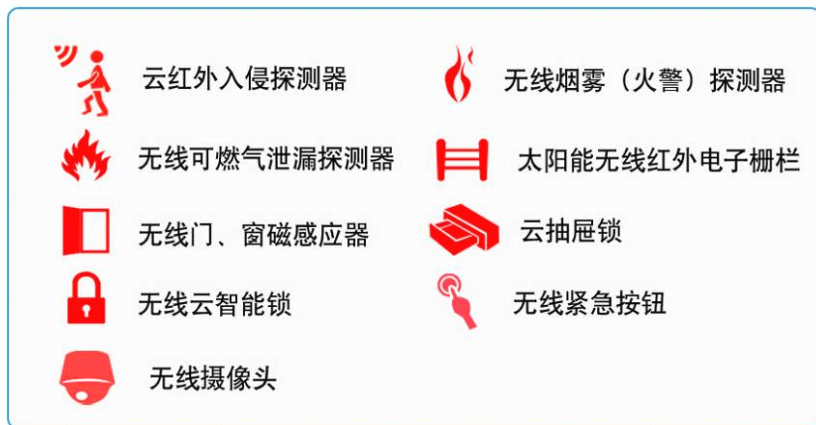 云红外入侵探测器
无线烟雾（火警）探测器
无线可燃气泄漏探测器
太阳能无线红外电子栅栏
无线门、窗磁感应器
云抽屉锁
无线云智能锁
无线紧急按钮
无线摄像头